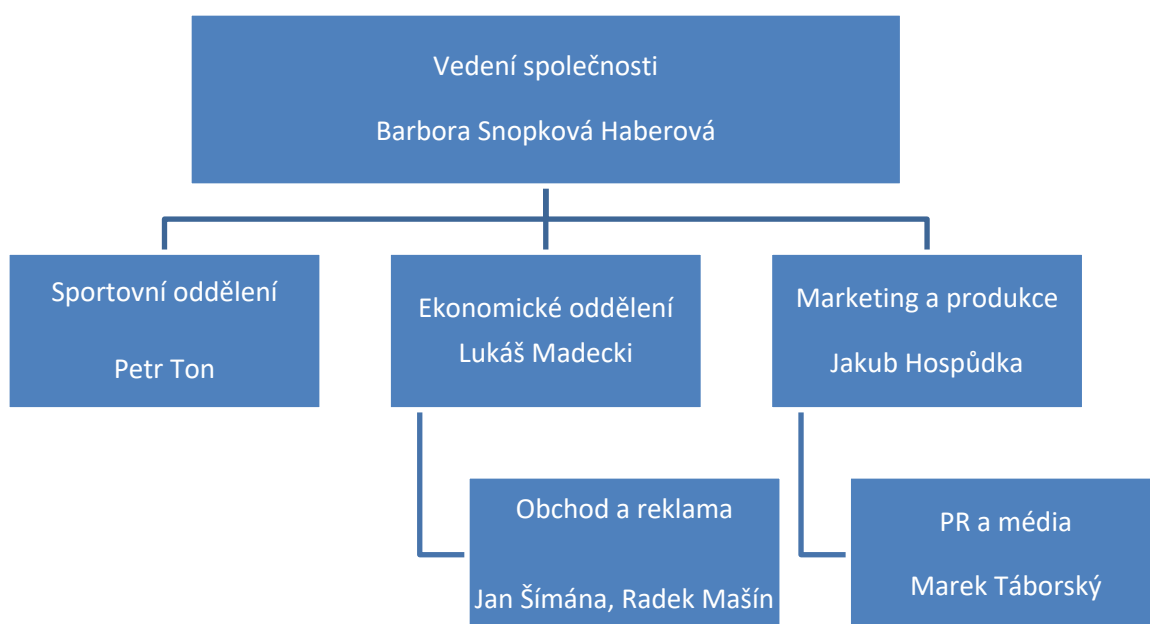 Vedení společnosti
Barbora Snopková Haberová
Sportovní oddělení
Petr Ton
Ekonomické oddělení
Lukáš Madecki
Marketing a produkce
Jakub Hospůdka
Obchod a reklama
Jan Šímána, Radek Mašín
PR a média
Marek Táborský